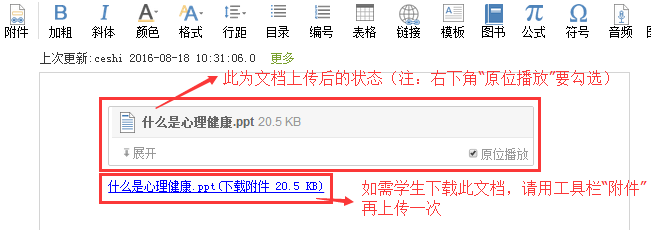 附件 加粗 斜体 颜色 格式 行距 目录 编号 表格 链接 模板 图书 公式 符号 音频
上次更新:ceshi 2016-08-18 10:31:06.0 更多
此为文档上传后的状态（注：右下角“原位播放”要勾选）
什么是心理健康.ppt 20.5 KB
展开 原位播放
什么是心理健康.ppt(下载附件 20.5 KB)
如需学生下载此文档，请用工具栏“附件”
再上传一次